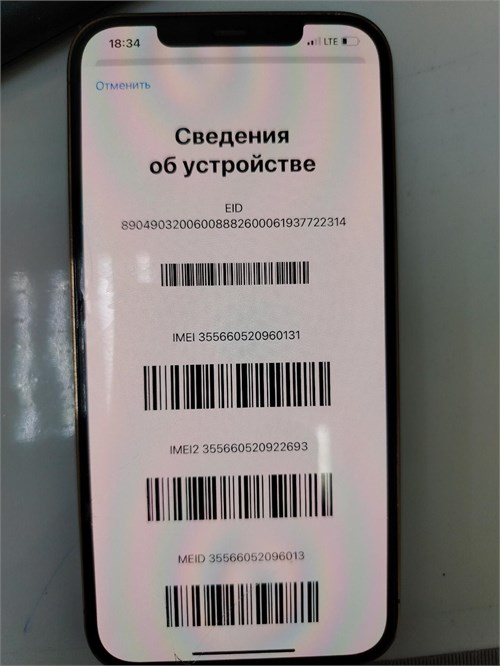 18:34 LTE
Отменить
Сведения
об устройстве
EID
89049032006008882600061937722314
IMEI 355660520960131
IMEI2 355660520922693
MEID 35566052096013